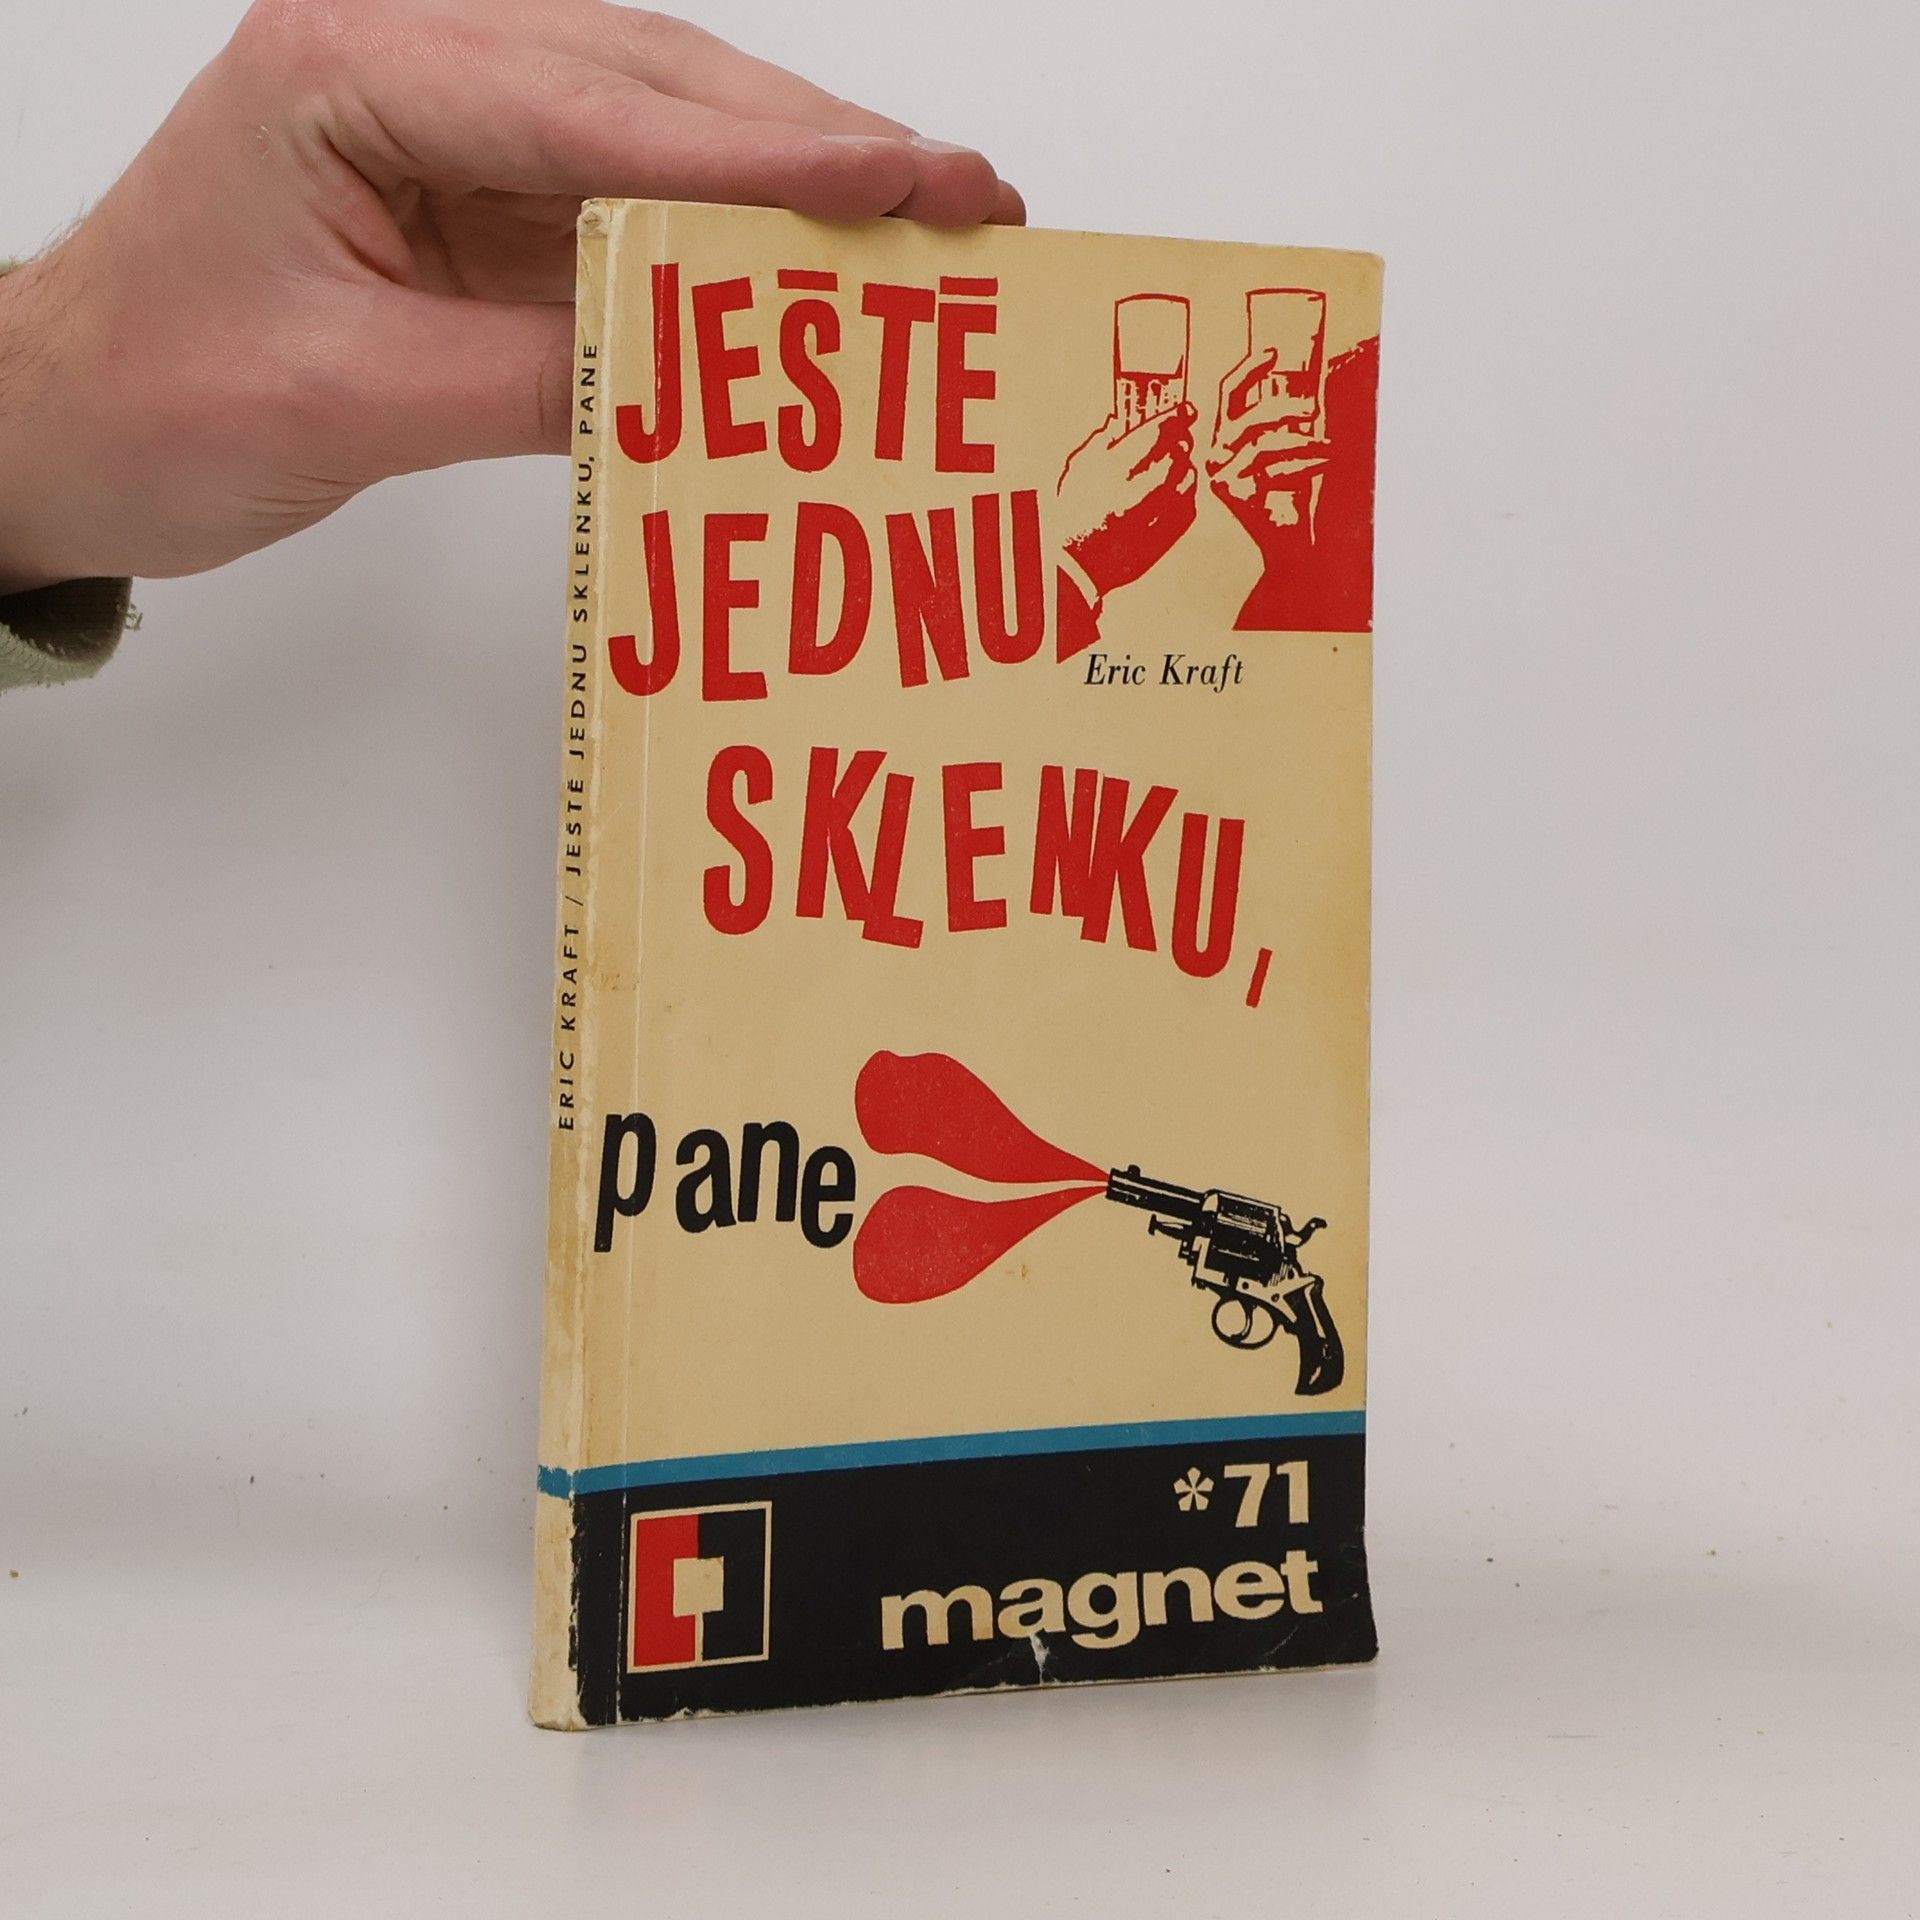 ERIC KRAFT / JEŠTĚ JEDNU SKLENKU, PANE
JEŠTĚ
JEDNU
Eric Kraft
SKLENKU,
pane
*71
magnet